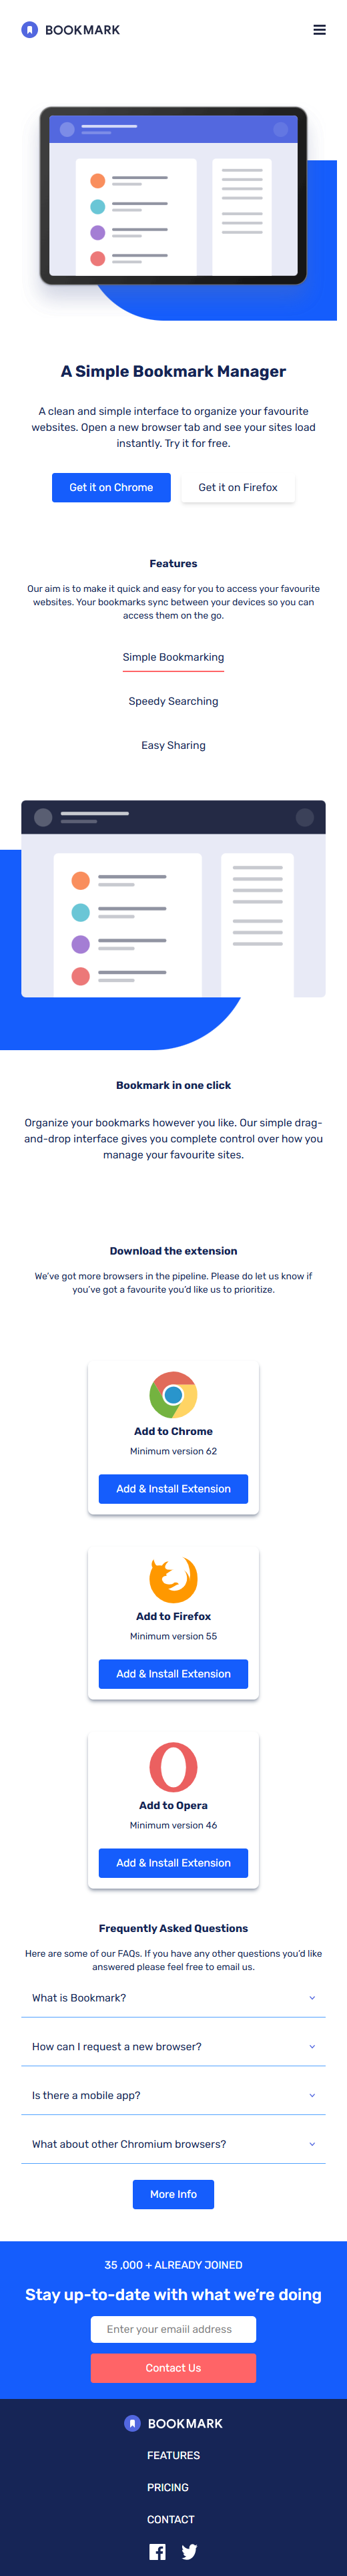 BOOKMARK
A Simple Bookmark Manager
A clean and simple interface to organize your favourite
websites. Open a new browser tab and see your sites load
instantly. Try it for free.
Get it on Chrome
Get it on Firefox
Features
Our aim is to make it quick and easy for you to access your favourite
websites. Your bookmarks sync between your devices so you can
access them on the go.
Simple Bookmarking
Speedy Searching
Easy Sharing
Bookmark in one click
Organize your bookmarks however you like. Our simple drag-
and-drop interface gives you complete control over how you
manage your favourite sites.
Download the extension
We've got more browsers in the pipeline. Please do let us know if
you've got a favourite you'd like us to prioritize.
Add to Chrome
Minimum version 62
Add & Install Extension
Add to Firefox
Minimum version 55
Add & Install Extension
Add to Opera
Minimum version 46
Add & Install Extension
Frequently Asked Questions
Here are some of our FAQs. If you have any other questions you'd like
answered please feel free to email us.
What is Bookmark?
How can I request a new browser?
Is there a mobile app?
What about other Chromium browsers?
More Info
35 ,000 + ALREADY JOINED
Stay up-to-date with what we're doing
Enter your emaiil address
Contact Us
BOOKMARK
FEATURES
PRICING
CONTACT